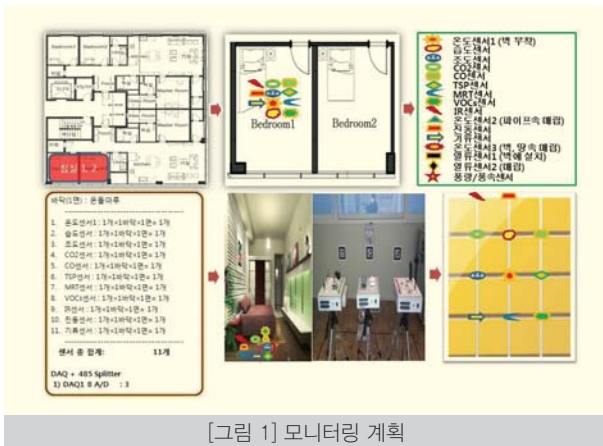 Bedroom1
Bedroom2
침실 1, 2
Bedroom1
Bedroom2
온도센서1 (벽 부착)
습도센서
조도센서
CO2센서
CO센서
TSP센서
MRT센서
VOCs센서
IR센서
온도센서2 (파이프속 매립)
진동센서
기류센서
온도센서3 (벽, 땅속 매립)
열류센서1 (벽에 설치)
열류센서2 (매립)
풍량/풍속센서
바닥(1면) : 온돌마루
1. 온도센서1 : 1개×1바닥×1면= 1개
2. 습도센서 : 1개×1바닥×1면= 1개
3. 조도센서 : 1개×1바닥×1면= 1개
4. CO2센서 : 1개×1바닥×1면= 1개
5. CO센서 : 1개×1바닥×1면= 1개
6. TSP센서 : 1개×1바닥×1면= 1개
7. MRT센서 : 1개×1바닥×1면= 1개
8. VOCs센서 : 1개×1바닥×1면= 1개
9. IR센서 : 1개×1바닥×1면= 1개
10. 진동센서 : 1개×1바닥×1면= 1개
11. 기류센서 : 1개×1바닥×1면= 1개
센서 총 합계: 11개
DAQ + 485 Splitter
1) DAQ1 8 A/D : 3
[그림 1] 모니터링 계획